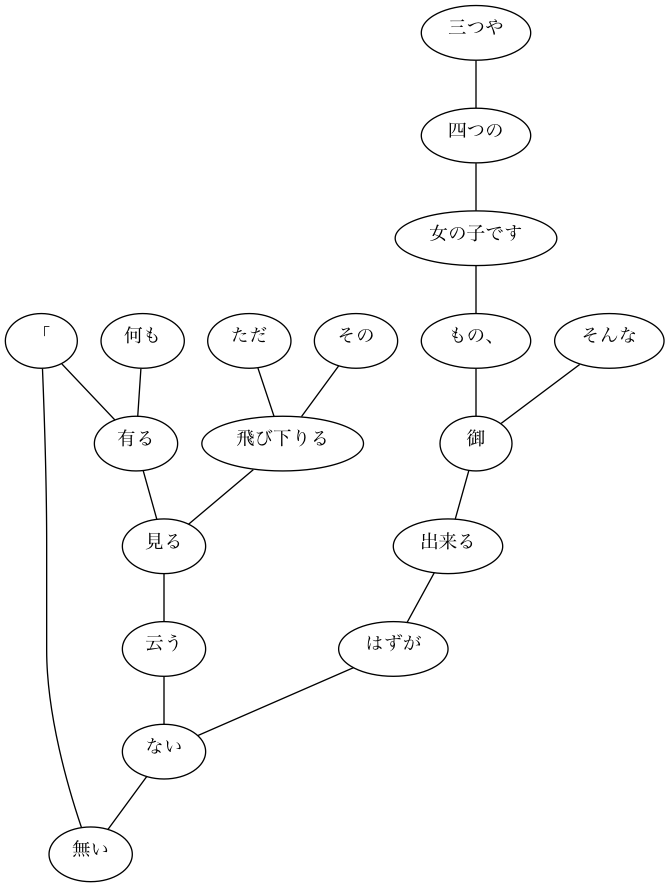 三つや
四つの
女の子です
「
何も
ただ
その
もの、
そんな
有る
飛び下りる
御
見る
出来る
云う
はずが
ない
無い